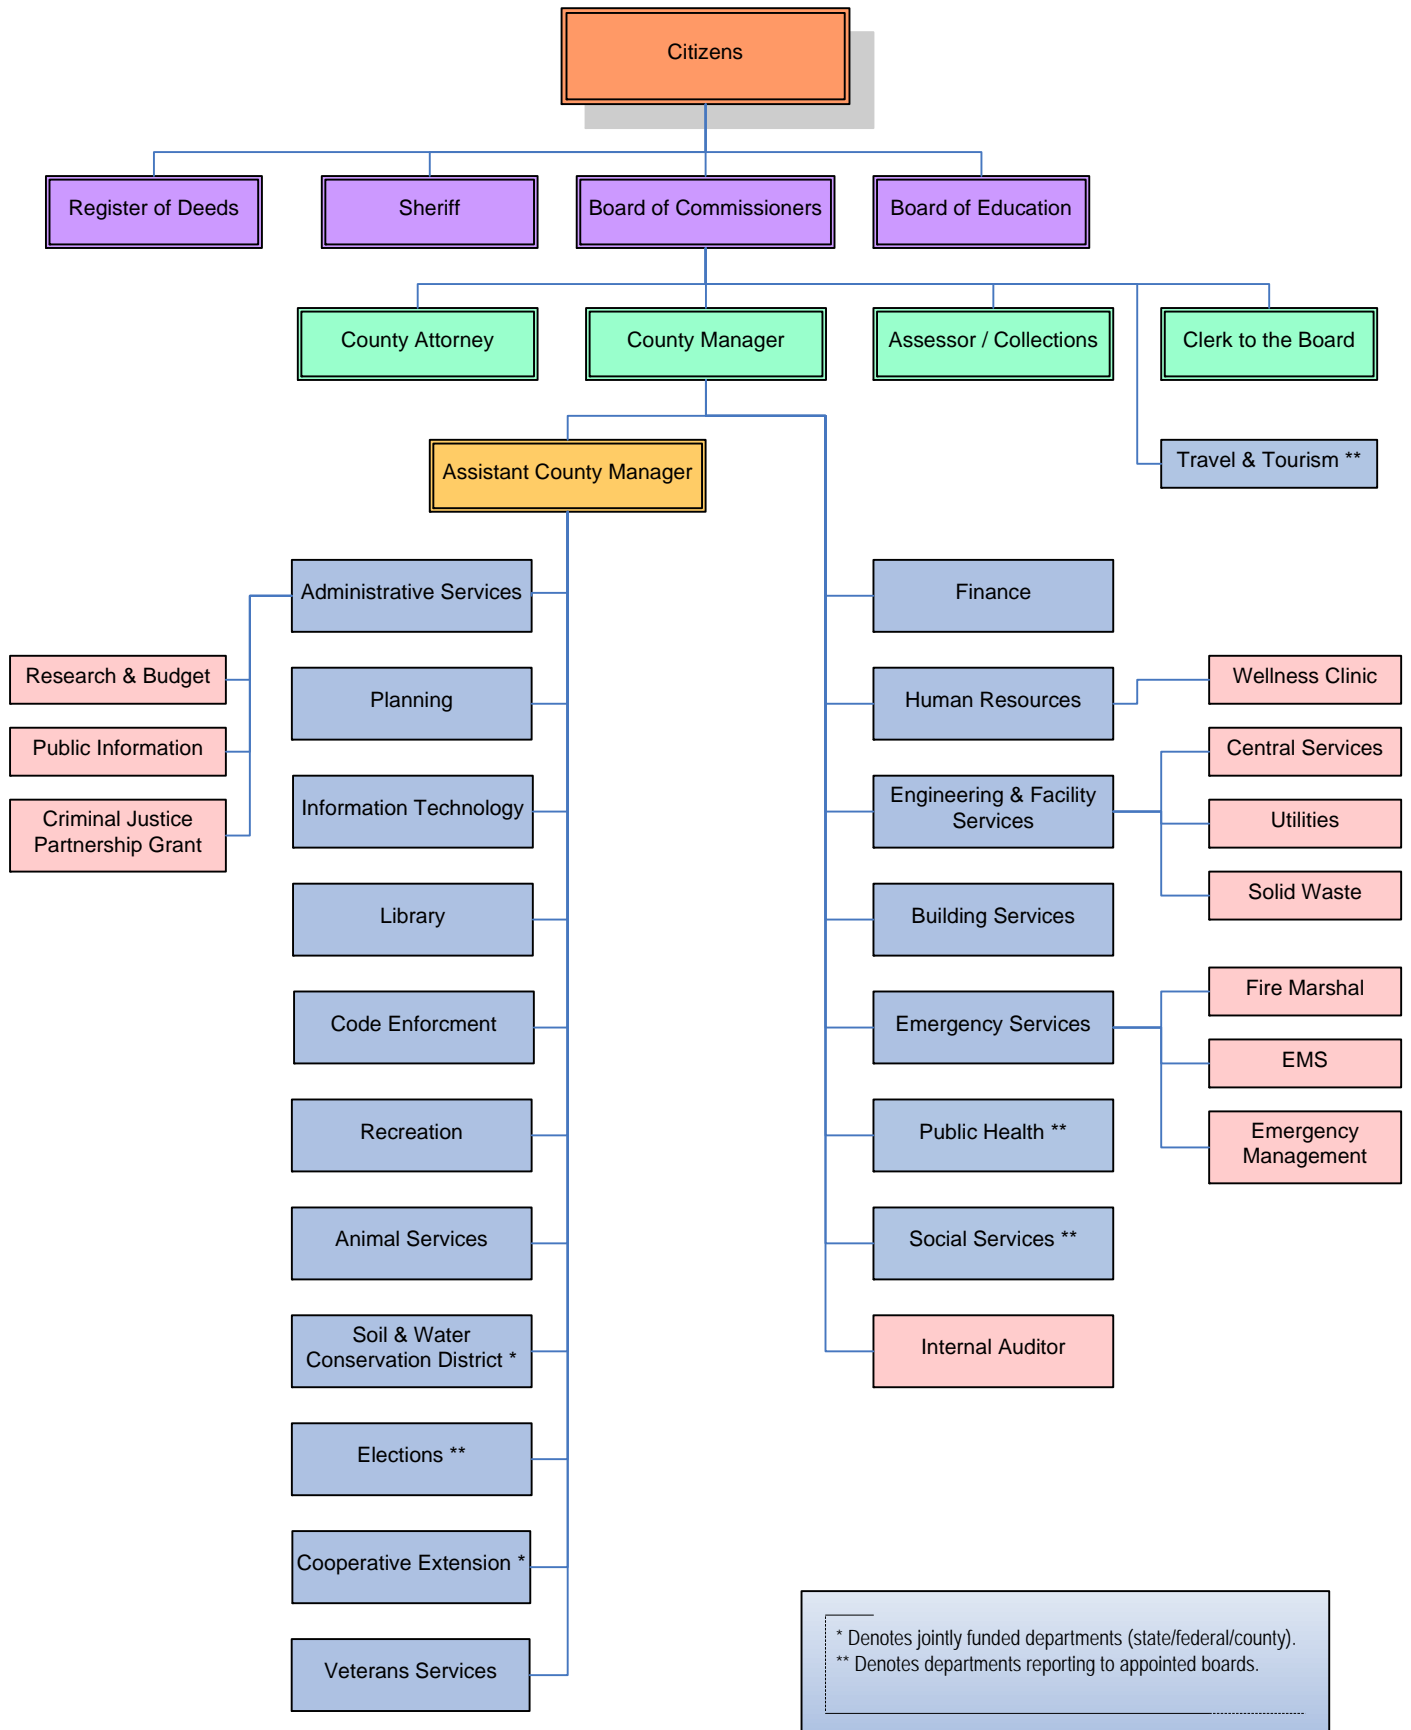 Citizens
Register of Deeds
Sheriff
Board of Commissioners
Board of Education
County Attorney
County Manager
Assessor / Collections
Clerk to the Board
Travel & Tourism **
Assistant County Manager
Administrative Services
Research & Budget
Public Information
Criminal Justice
Partnership Grant
Planning
Information Technology
Library
Code Enforcment
Recreation
Animal Services
Soil & Water
Conservation District *
Elections **
Cooperative Extension *
Veterans Services
Finance
Human Resources
Wellness Clinic
Engineering & Facility
Services
Central Services
Utilities
Solid Waste
Building Services
Emergency Services
Fire Marshal
EMS
Emergency
Management
Public Health **
Social Services **
Internal Auditor
* Denotes jointly funded departments (state/federal/county).
** Denotes departments reporting to appointed boards.